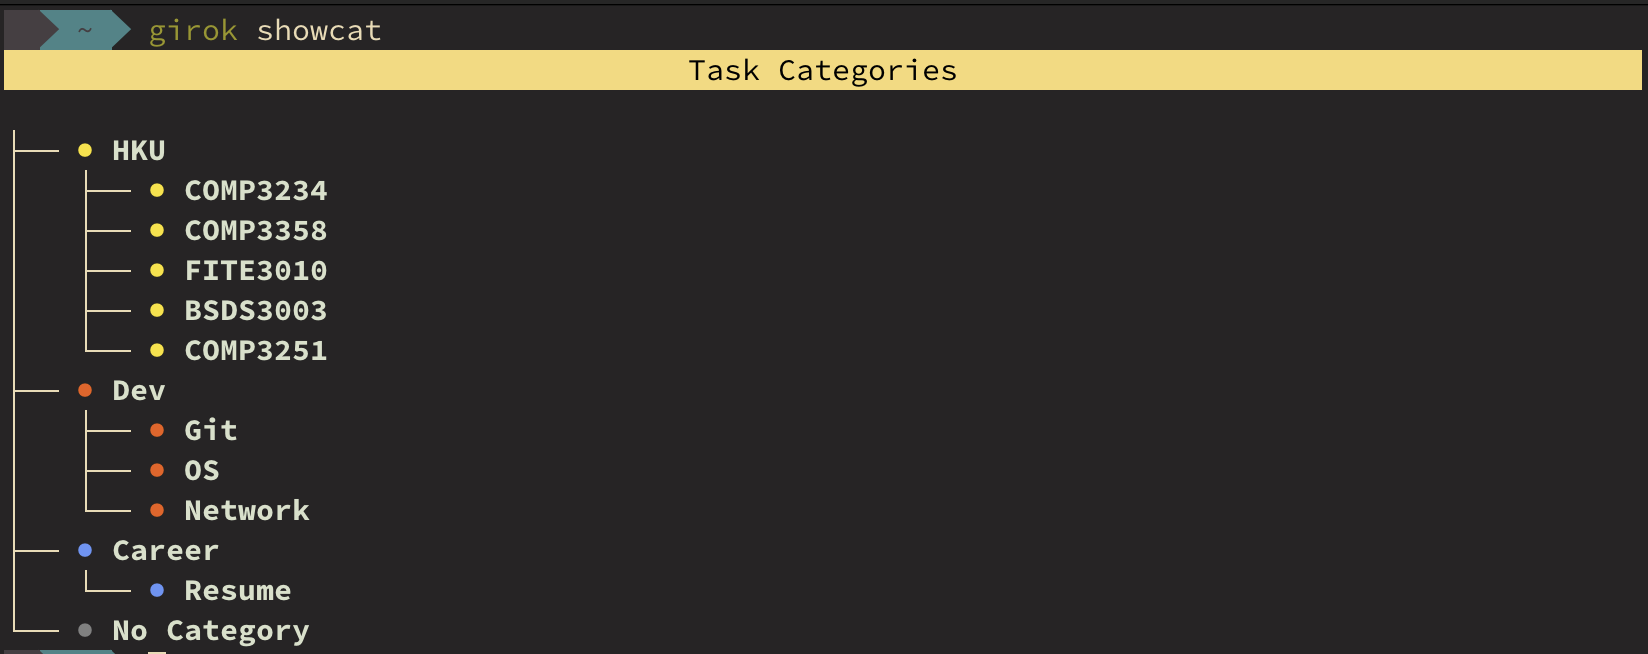 ~ girok showcat
Task Categories
HKU
COMP3234
COMP3358
FITE3010
BSDS3003
COMP3251
Dev
Git
OS
Network
Career
Resume
No Category